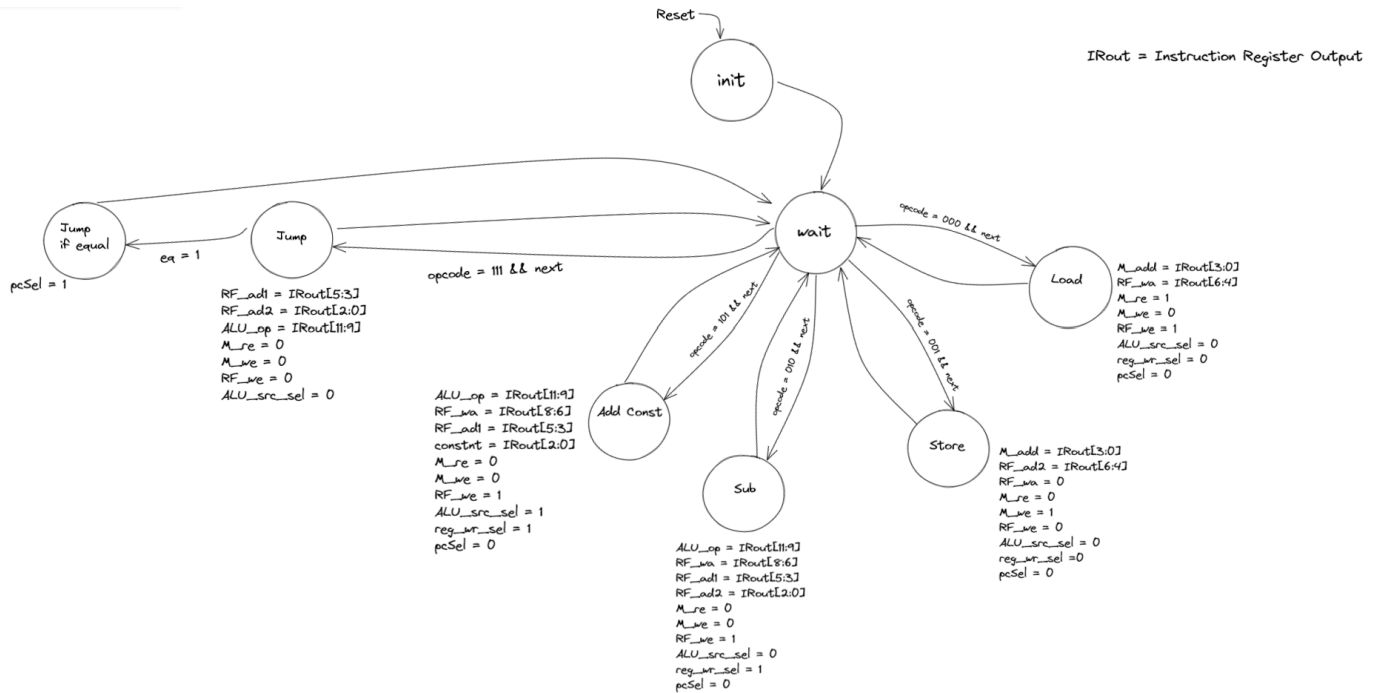 Reset
init
IRout = Instruction Register Output
Jump
if equal
pcSel = 1
eq = 1
Jump
RF_ad1 = IRout[5:3]
RF_ad2 = IRout[2:0]
ALU_op = IRout[11:9]
M_re = 0
M_we = 0
RF_we = 0
ALU_src_sel = 0
opcode = 111 && next
wait
opcode = 000 && next
Load
M_add = IRout[3:0]
RF_wa = IRout[6:4]
M_re = 1
M_we = 0
RF_we = 1
ALU_src_sel = 0
reg_wr_sel = 0
pcSel = 0
opcode = 101 && next
Add Const
ALU_op = IRout[11:9]
RF_wa = IRout[8:6]
RF_ad1 = IRout[5:3]
constnt = IRout[2:0]
M_re = 0
M_we = 0
RF_we = 1
ALU_src_sel = 1
reg_wr_sel = 1
pcSel = 0
opcode = 010 && next
Sub
ALU_op = IRout[11:9]
RF_wa = IRout[8:6]
RF_ad1 = IRout[5:3]
RF_ad2 = IRout[2:0]
M_re = 0
M_we = 0
RF_we = 1
ALU_src_sel = 0
reg_wr_sel = 1
pcSel = 0
opcode = 001 && next
Store
M_add = IRout[3:0]
RF_ad2 = IRout[6:4]
RF_wa = 0
M_re = 0
M_we = 1
RF_we = 0
ALU_src_sel = 0
reg_wr_sel =0
pcSel = 0